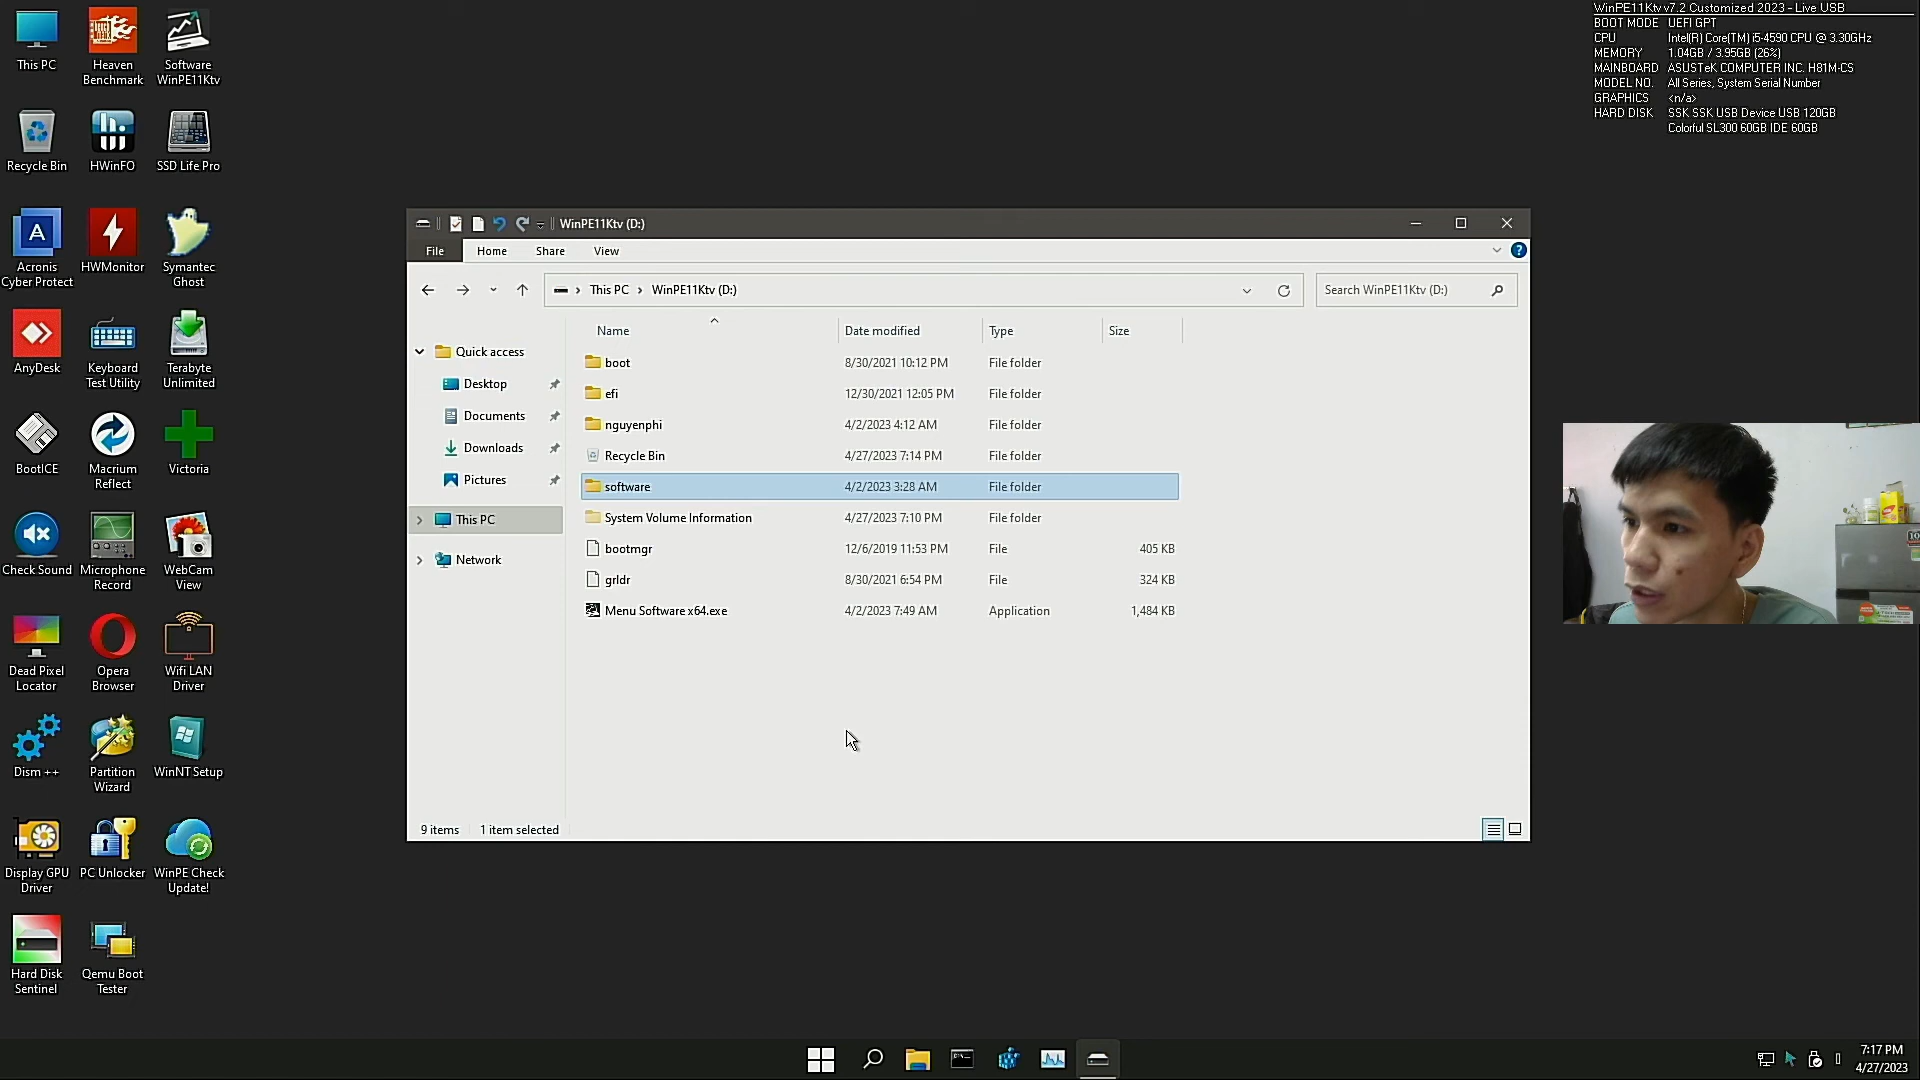 WinPE11Ktv v7.2 Customized 2023 - Live USB
BOOT MODE UEFI GPT
CPU Intel(R) Core(TM) i5-4590 CPU @ 3.30GHz
MEMORY 1.04GB / 3.95GB (26%)
MAINBOARD ASUSTeK COMPUTER INC. H81M-CS
MODEL NO. All Series, System Serial Number
GRAPHICS <n/a>
HARD DISK SSK SSK USB Device USB 120GB
Colorful SL300 60GB IDE 60GB
This PC
Heaven
Benchmark
Software
WinPE11Ktv
Recycle Bin
HWiNFO
SSD Life Pro
Acronis
Cyber Protect
HWMonitor
Symantec
Ghost
AnyDesk
Keyboard
Test Utility
Terabyte
Unlimited
BootICE
Macrium
Reflect
Victoria
Check Sound
Microphone
Record
WebCam
View
Dead Pixel
Locator
Opera
Browser
Wifi LAN
Driver
Dism ++
Partition
Wizard
WinNT Setup
Display GPU
Driver
PC Unlocker
WinPE Check
Update!
Hard Disk
Sentinel
Qemu Boot
Tester
WinPE11Ktv (D:)
File Home Share View
This PC > WinPE11Ktv (D:)
Search WinPE11Ktv (D:)
Quick access
Desktop
Documents
Downloads
Pictures
This PC
Network
Name Date modified Type Size
boot 8/30/2021 10:12 PM File folder
efi 12/30/2021 12:05 PM File folder
nguyenphi 4/2/2023 4:12 AM File folder
Recycle Bin 4/27/2023 7:14 PM File folder
software 4/2/2023 3:28 AM File folder
System Volume Information 4/27/2023 7:10 PM File folder
bootmgr 12/6/2019 11:53 PM File 405 KB
grldr 8/30/2021 6:54 PM File 324 KB
Menu Software x64.exe 4/2/2023 7:49 AM Application 1,484 KB
9 items 1 item selected
7:17 PM
4/27/2023